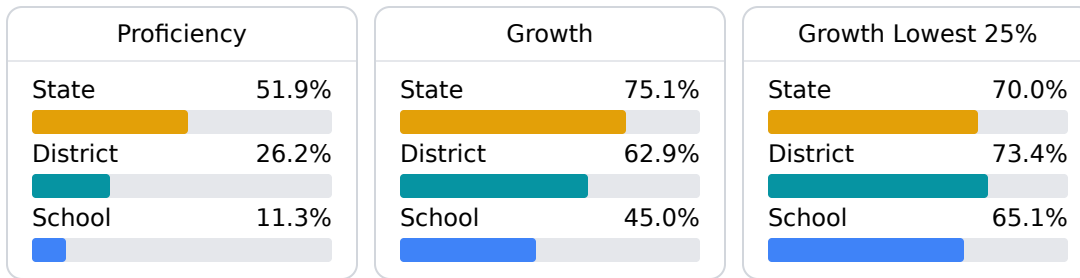 Proficiency
State 51.9%
District 26.2%
School 11.3%
Growth
State 75.1%
District 62.9%
School 45.0%
Growth Lowest 25%
State 70.0%
District 73.4%
School 65.1%